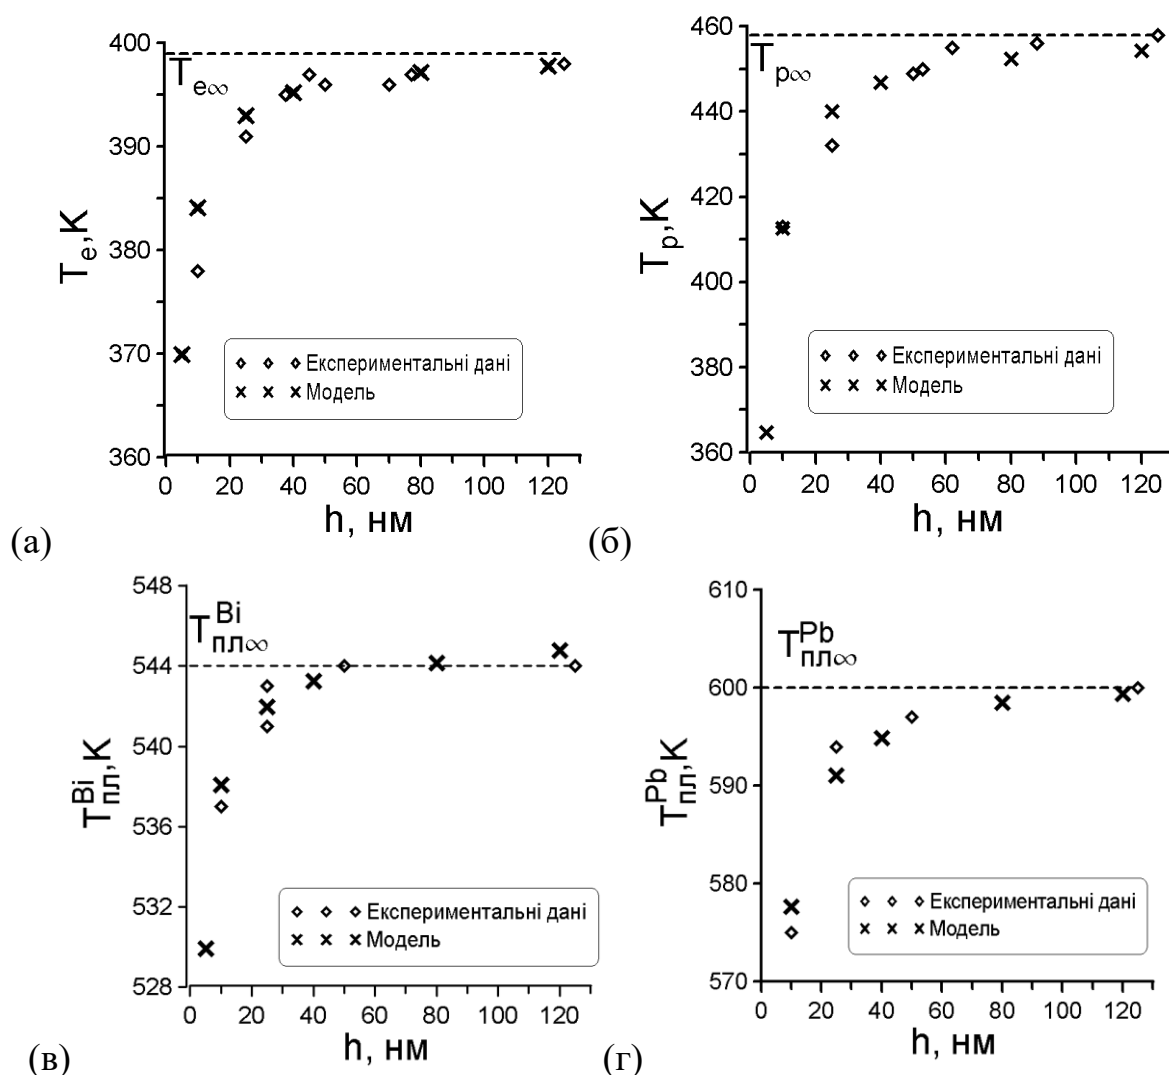 400
390
380
370
360
T e∞
T e,K
Експериментальні дані
Модель
0 20 40 60 80 100 120
h, нм
(а)
460
440
420
400
380
360
T p∞
T p,K
Експериментальні дані
Модель
0 20 40 60 80 100 120
h, нм
(б)
548
544
540
536
532
528
T Bi пл∞
T Bi пл,K
Експериментальні дані
Модель
0 20 40 60 80 100 120
h, нм
(в)
610
600
590
580
570
T Pb пл∞
T Pb пл,K
Експериментальні дані
Модель
0 20 40 60 80 100 120
h, нм
(г)